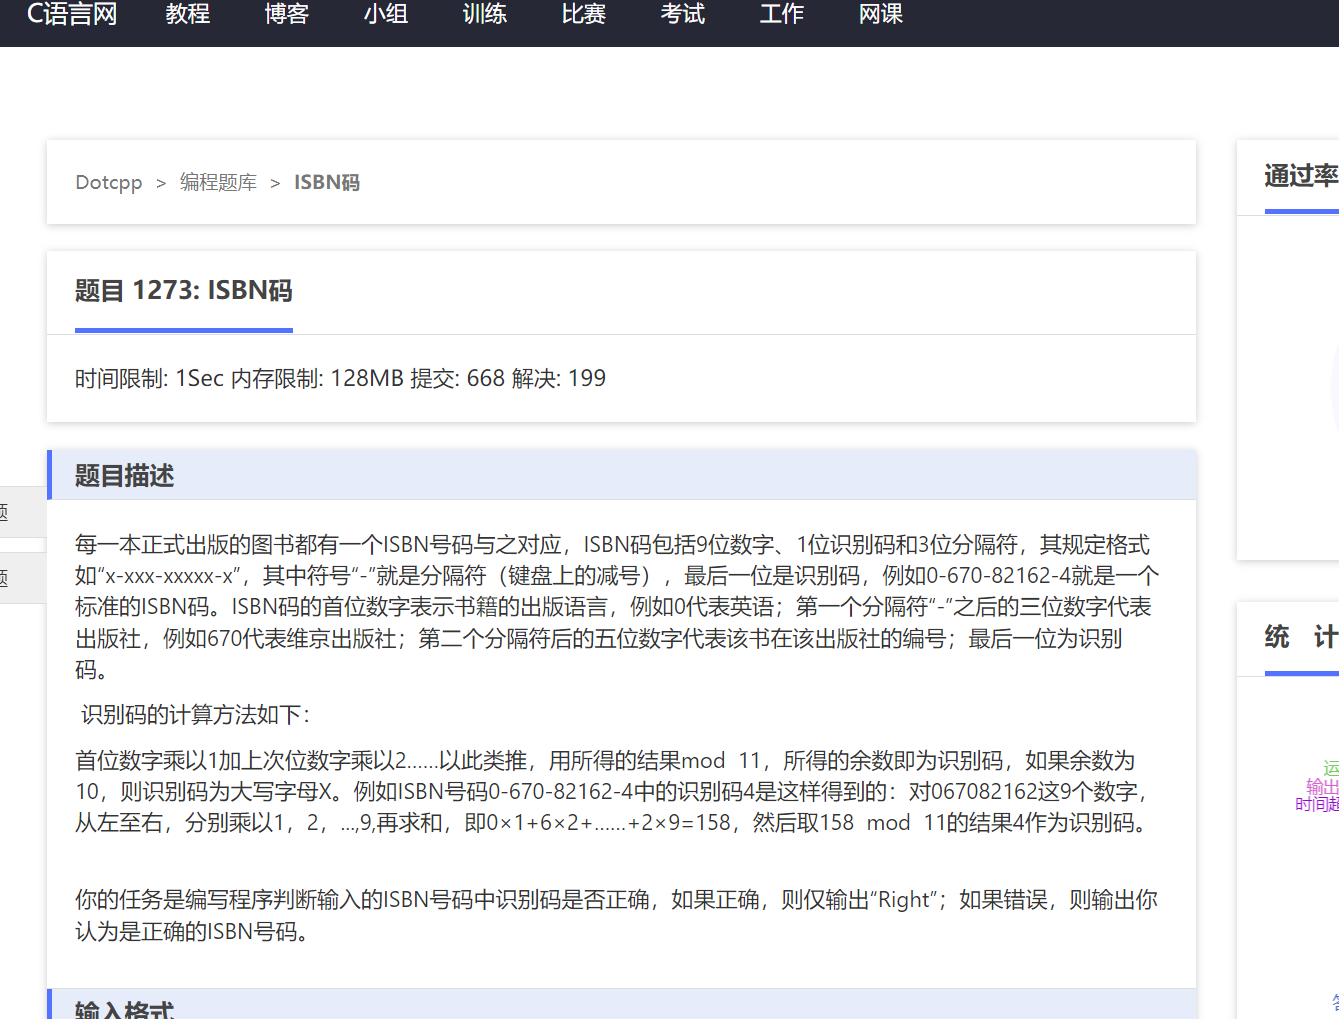 C语言网 教程 博客 小组 训练 比赛 考试 工作 网课
Dotcpp > 编程题库 > ISBN码
通过率
题目 1273: ISBN码
时间限制: 1Sec 内存限制: 128MB 提交: 668 解决: 199
题目描述
题
题
每一本正式出版的图书都有一个ISBN号码与之对应，ISBN码包括9位数字、1位识别码和3位分隔符，其规定格式
如“x-xxx-xxxxx-x”，其中符号“-”就是分隔符（键盘上的减号），最后一位是识别码，例如0-670-82162-4就是一个
标准的ISBN码。ISBN码的首位数字表示书籍的出版语言，例如0代表英语；第一个分隔符“-”之后的三位数字代表
出版社，例如670代表维京出版社；第二个分隔符后的五位数字代表该书在该出版社的编号；最后一位为识别
码。
识别码的计算方法如下：
首位数字乘以1加上次位数字乘以2……以此类推，用所得的结果mod 11，所得的余数即为识别码，如果余数为
10，则识别码为大写字母X。例如ISBN号码0-670-82162-4中的识别码4是这样得到的：对067082162这9个数字，
从左至右，分别乘以1，2，...,9,再求和，即0×1+6×2+……+2×9=158，然后取158 mod 11的结果4作为识别码。
你的任务是编写程序判断输入的ISBN号码中识别码是否正确，如果正确，则仅输出“Right”；如果错误，则输出你
认为是正确的ISBN号码。
输入格式
统 计
运
输出
时间超